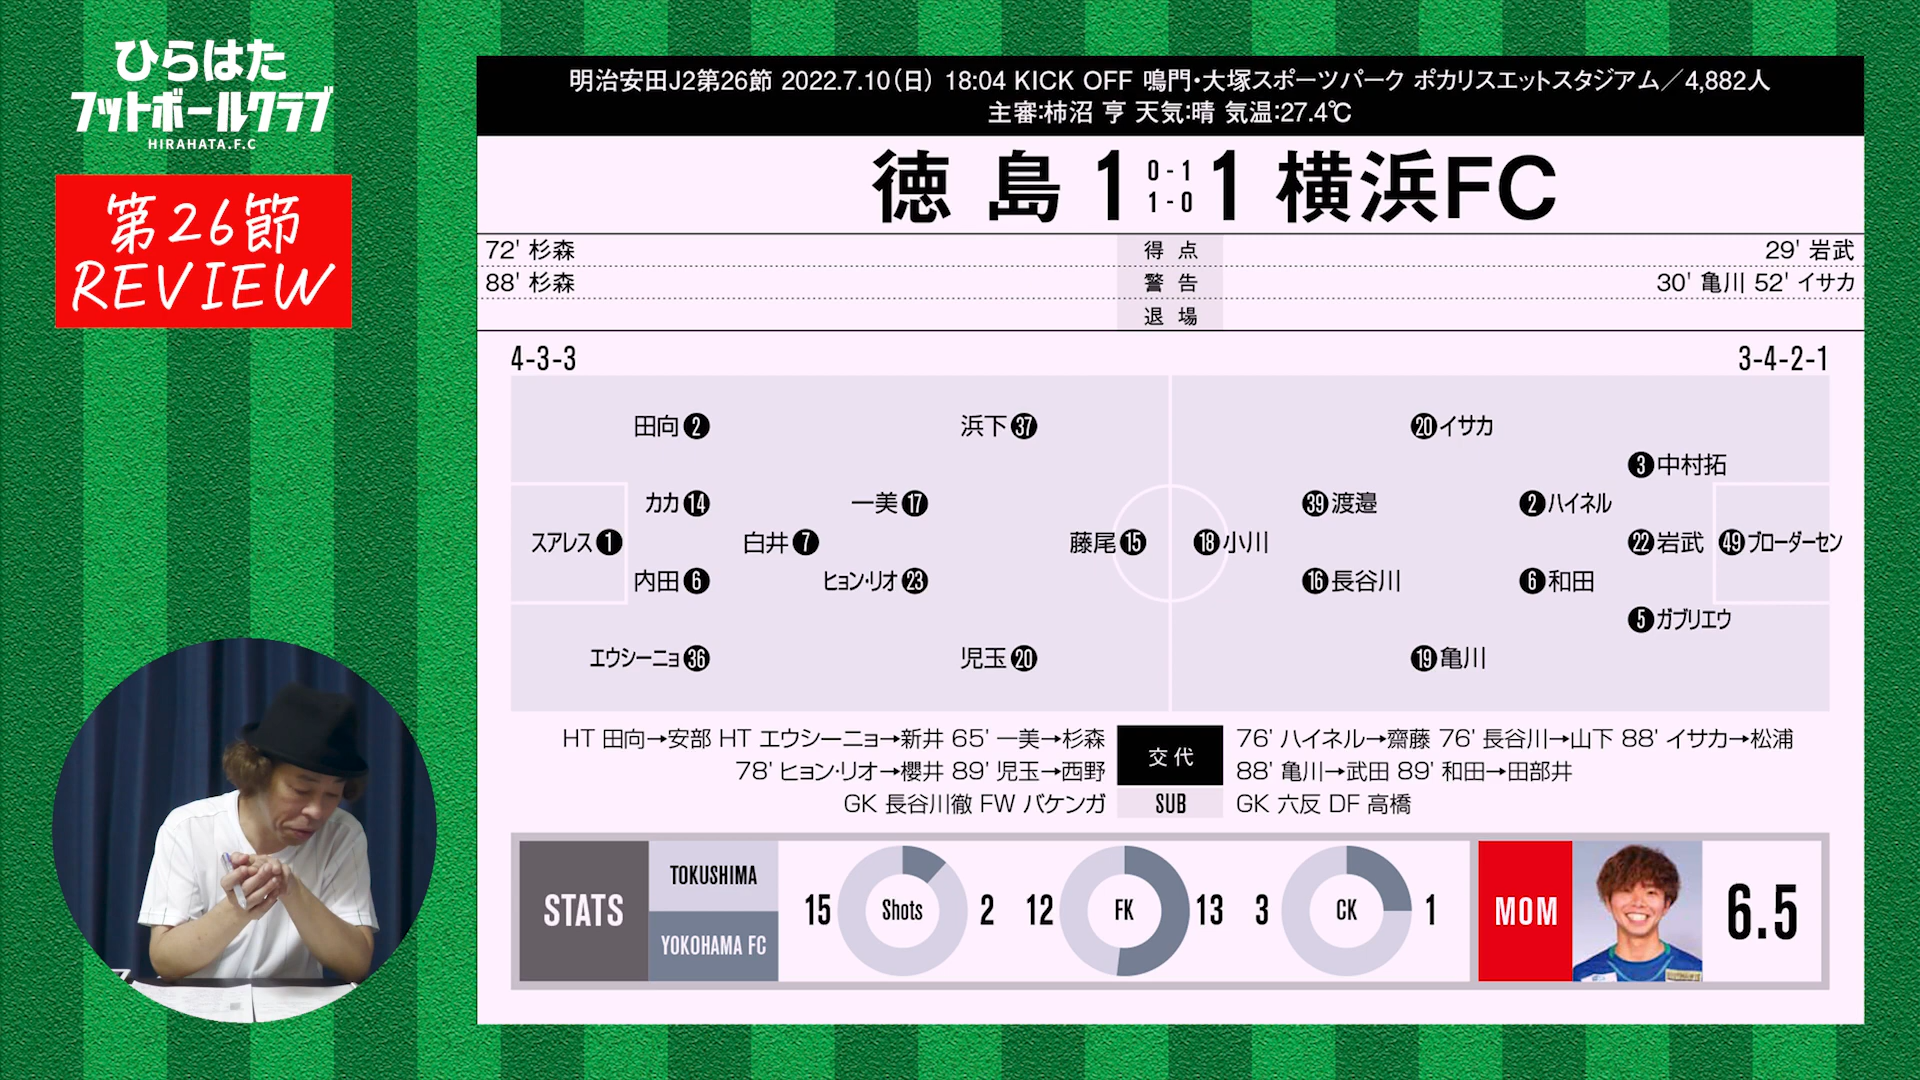 ひらはた
フットボールクラブ
HIRAHATA.F.C
第26節
REVIEW
明治安田J2第26節 2022.7.10(日) 18:04 KICK OFF 鳴門・大塚スポーツパーク ポカリスエットスタジアム／4,882人
主審:柿沼 亨 天気:晴 気温:27.4℃
徳島 1 0-1 1-0 1 横浜FC
72' 杉森 得点 29' 岩武
88' 杉森 警告 30' 亀川 52' イサカ
退場
4-3-3 3-4-2-1
田向 2 浜下 37 20 イサカ
3 中村拓
カカ 14 一美 17 39 渡邉 2 ハイネル
スアレス 1 白井 7 藤尾 15 18 小川 22 岩武 49 ブローダーセン
内田 6 ヒョン・リオ 23 16 長谷川 6 和田
5 ガブリエウ
エウシーニョ 36 児玉 20 19 亀川
HT 田向→安部 HT エウシーニョ→新井 65' 一美→杉森
78' ヒョン・リオ→櫻井 89' 児玉→西野
交代
76' ハイネル→齋藤 76' 長谷川→山下 88' イサカ→松浦
88' 亀川→武田 89' 和田→田部井
GK 長谷川徹 FW バケンガ SUB GK 六反 DF 高橋
STATS
TOKUSHIMA
YOKOHAMA FC
15 Shots 2 12 FK 13 3 CK 1
MOM 6.5